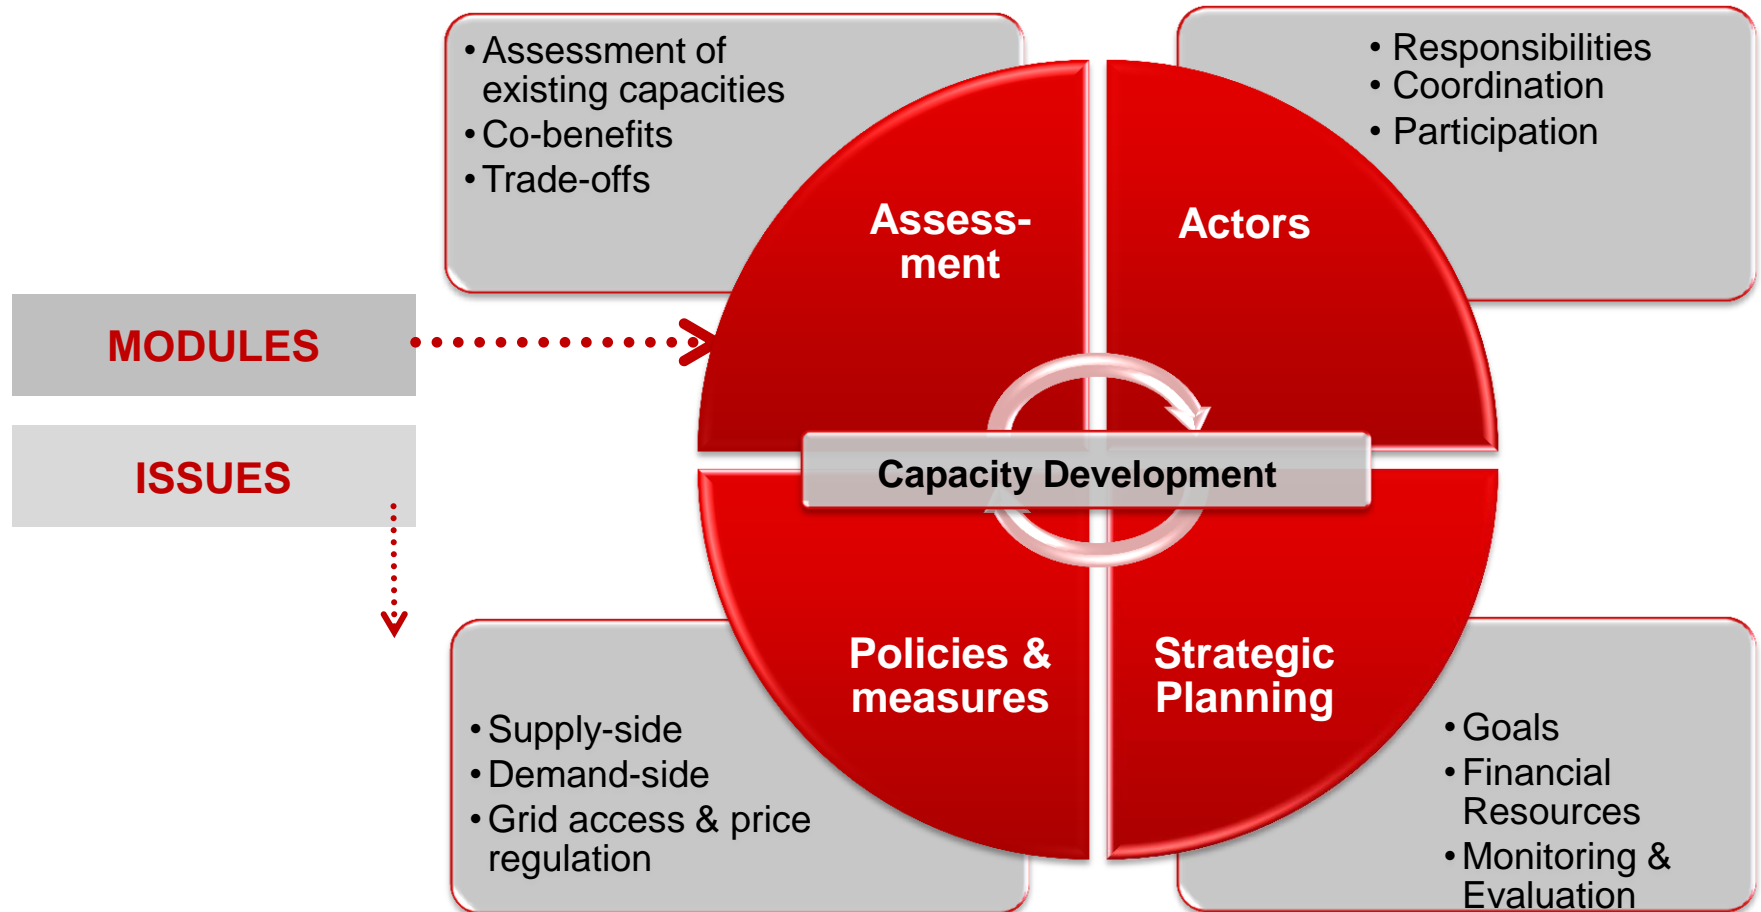 • Assessment of
existing capacities
• Co-benefits
• Trade-offs
• Responsibilities
• Coordination
• Participation
Assess-
ment
Actors
MODULES
ISSUES
Capacity Development
Policies &
measures
Strategic
Planning
• Supply-side
• Demand-side
• Grid access & price
regulation
• Goals
• Financial
Resources
• Monitoring &
Evaluation